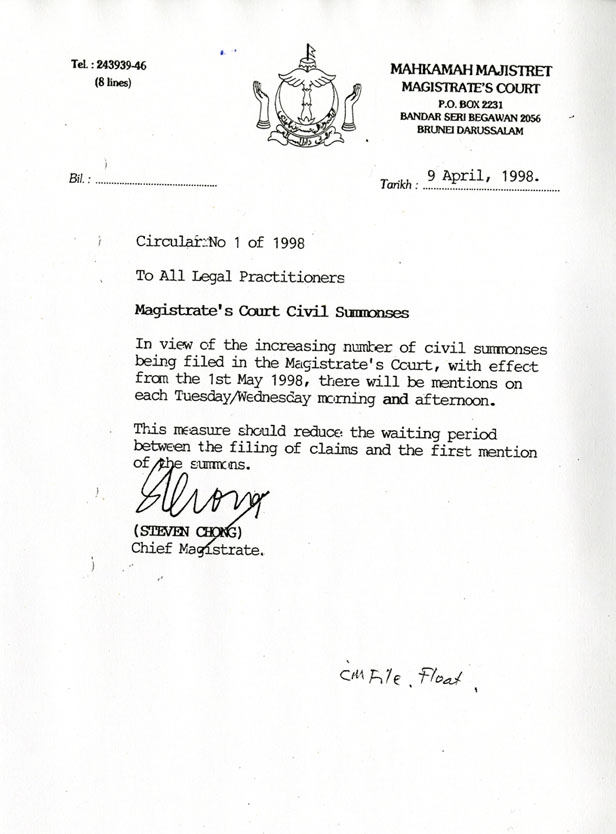 Tel. : 243939-46
(8 lines)
MAHKAMAH MAJISTRET
MAGISTRATE'S COURT
P.O. BOX 2231
BANDAR SERI BEGAWAN 2056
BRUNEI DARUSSALAM
Bil. : ........................................
Tarikh : 9 April, 1998.
Circular No 1 of 1998
To All Legal Practitioners
Magistrate's Court Civil Summonses
In view of the increasing number of civil summonses
being filed in the Magistrate's Court, with effect
from the 1st May 1998, there will be mentions on
each Tuesday/Wednesday morning and afternoon.
This measure should reduce the waiting period
between the filing of claims and the first mention
of the summons.
(STEVEN CHONG)
Chief Magistrate.
CM File. Float.